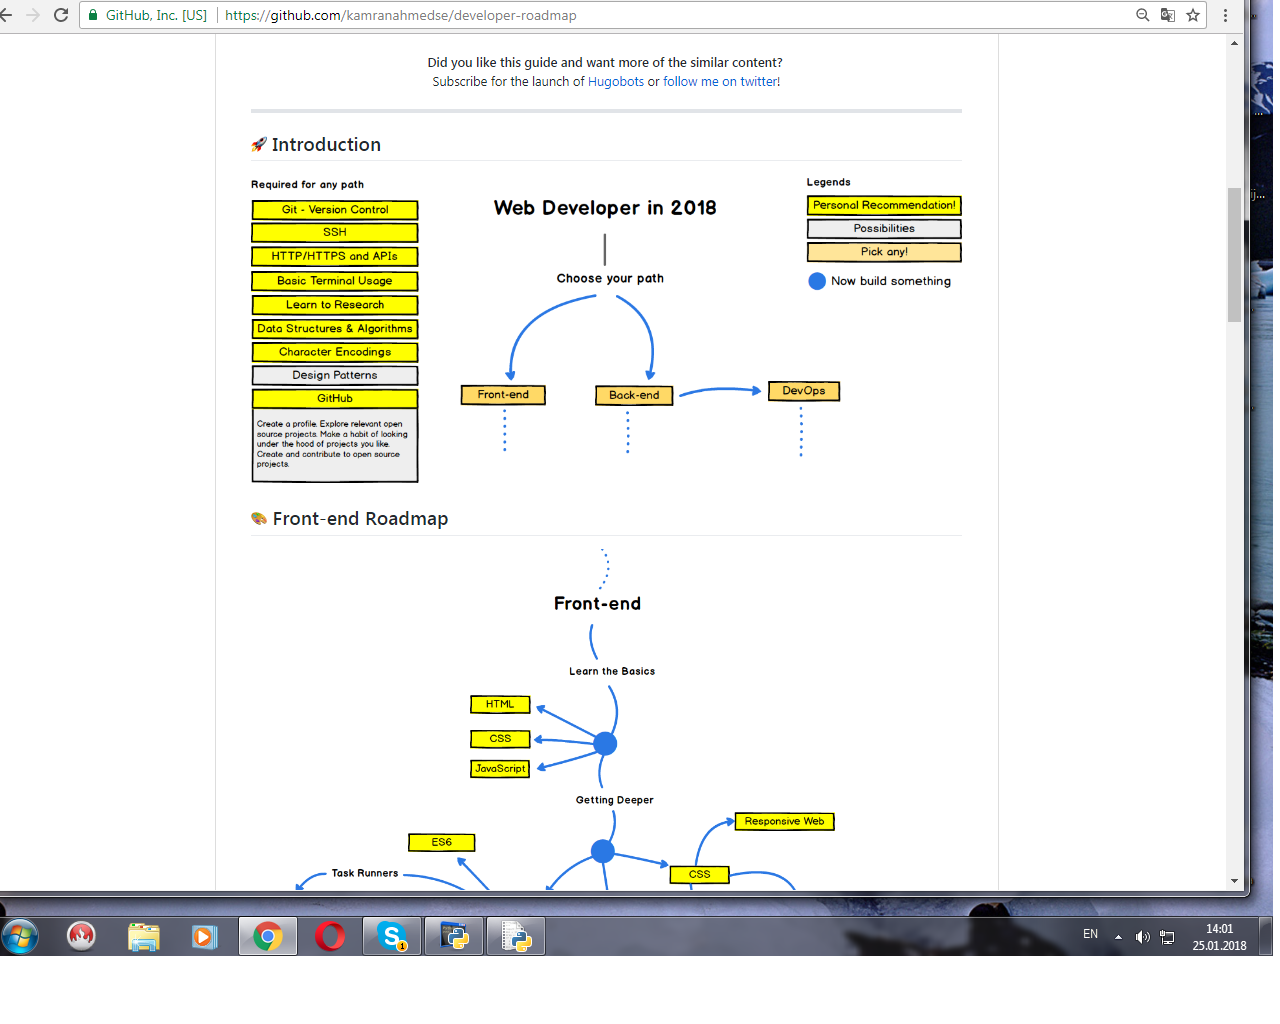 GitHub, Inc. [US]
https://github.com/kamranahmedse/developer-roadmap
Did you like this guide and want more of the similar content?
Subscribe for the launch of Hugobots or follow me on twitter!
Introduction
Required for any path
Git - Version Control
SSH
HTTP/HTTPS and APIs
Basic Terminal Usage
Learn to Research
Data Structures & Algorithms
Character Encodings
Design Patterns
GitHub
Create a profile. Explore relevant open
source projects. Make a habit of looking
under the hood of projects you like.
Create and contribute to open source
projects.
Web Developer in 2018
Choose your path
Front-end
Back-end
DevOps
Legends
Personal Recommendation!
Possibilities
Pick any!
Now build something
Front-end Roadmap
Front-end
Learn the Basics
HTML
CSS
JavaScript
Getting Deeper
Responsive Web
ES6
Task Runners
CSS
EN
14:01
25.01.2018